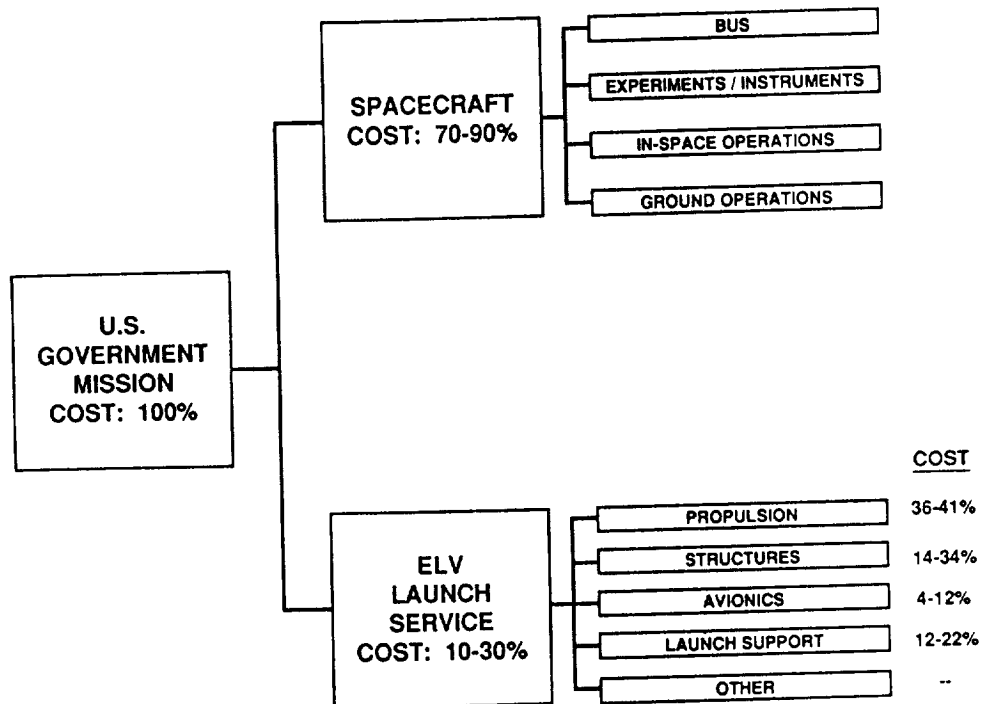 BUS
EXPERIMENTS / INSTRUMENTS
SPACECRAFT
COST: 70-90%
IN-SPACE OPERATIONS
GROUND OPERATIONS
U.S.
GOVERNMENT
MISSION
COST: 100%
COST
PROPULSION 36-41%
STRUCTURES 14-34%
ELV
LAUNCH
SERVICE
COST: 10-30%
AVIONICS 4-12%
LAUNCH SUPPORT 12-22%
OTHER --